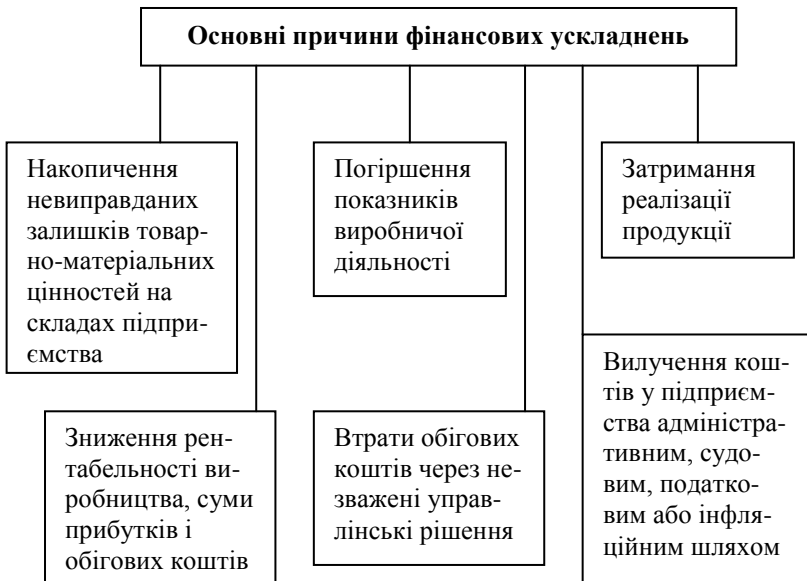 Основні причини фінансових ускладнень
Накопичення
невиправданих
залишків товар-
но-матеріальних
цінностей на
складах підпри-
ємства
Погіршення
показників
виробничої
діяльності
Затримання
реалізації
продукції
Зниження рен-
табельності ви-
робництва, суми
прибутків і
обігових коштів
Втрати обігових
коштів через не-
зважені управ-
лінські рішення
Вилучення кош-
тів у підприєм-
ства адміністра-
тивним, судо-
вим, податко-
вим або інфля-
ційним шляхом